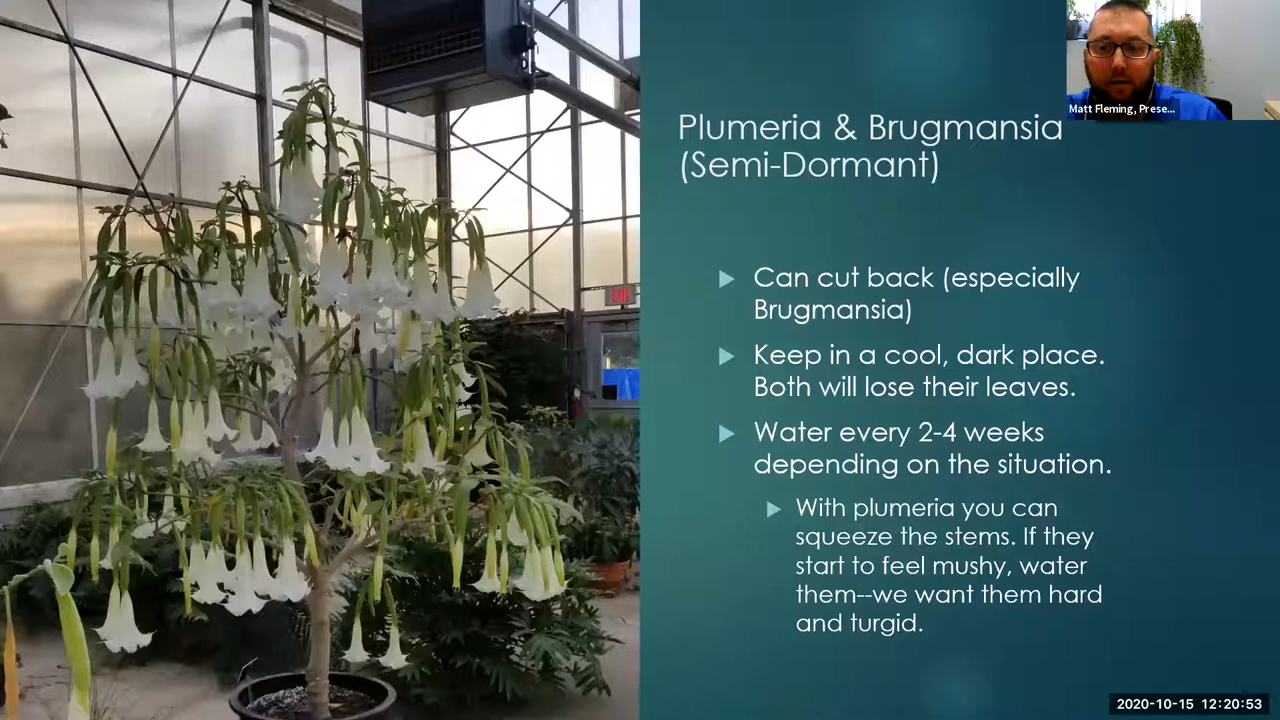 Matt Fleming, Prese...
Plumeria & Brugmansia
(Semi-Dormant)
Can cut back (especially
Brugmansia)
Keep in a cool, dark place.
Both will lose their leaves.
Water every 2-4 weeks
depending on the situation.
With plumeria you can
squeeze the stems. If they
start to feel mushy, water
them--we want them hard
and turgid.
EXIT
2020-10-15 12:20:53